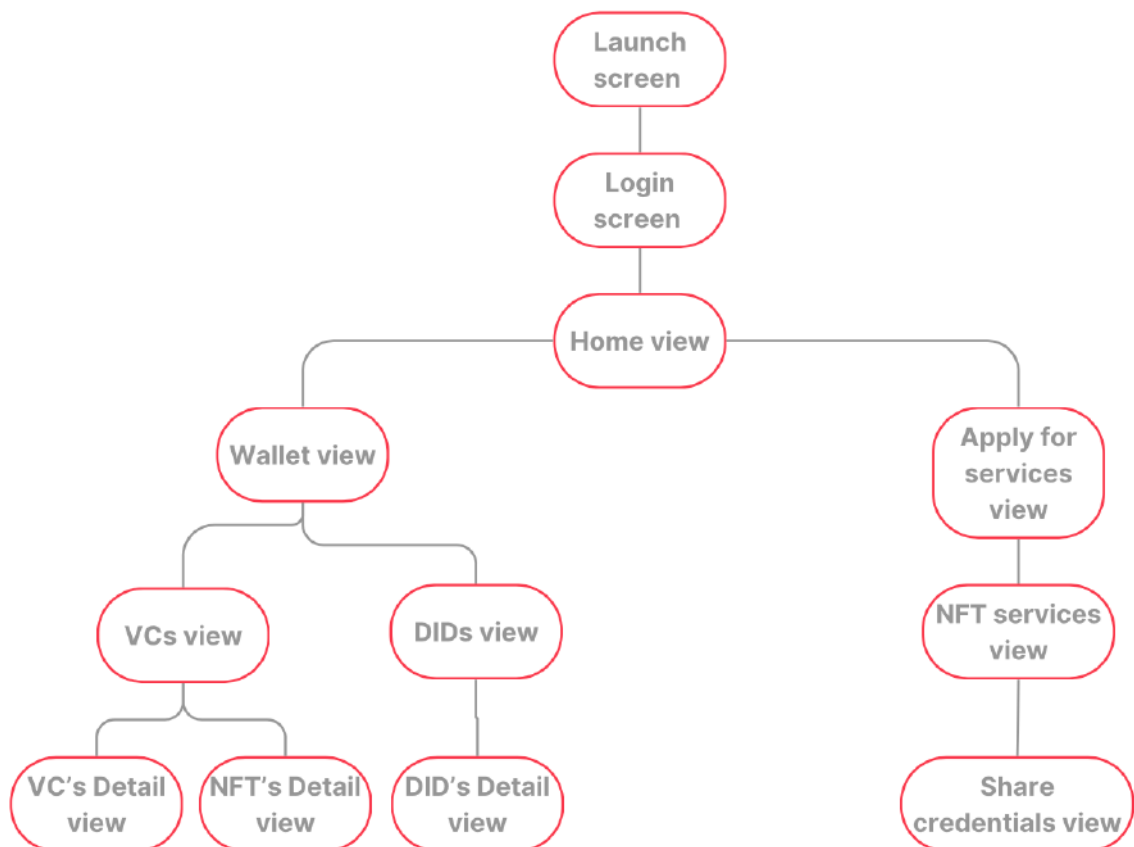 Launch
screen
Login
screen
Home view
Wallet view
Apply for
services
view
VCs view
DIDs view
NFT services
view
VC’s Detail
view
NFT’s Detail
view
DID’s Detail
view
Share
credentials view